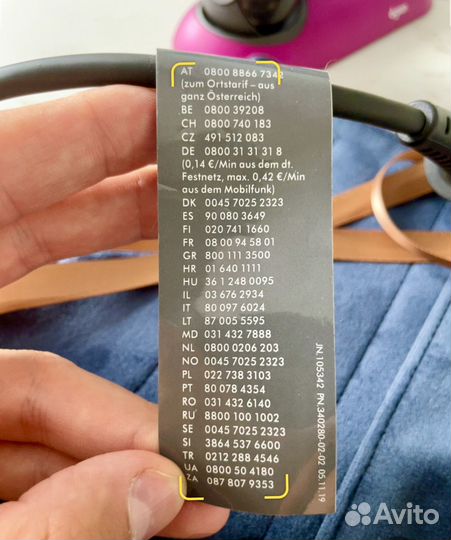 AT 0800 8866 7342
(zum Ortstarif – aus
ganz Österreich)
BE 0800 39208
CH 0800 740 183
CZ 491 512 083
DE 0800 31 31 31 8
(0,14 €/Min aus dem dt.
Festnetz, max. 0,42 €/Min
aus dem Mobilfunk)
DK 0045 7025 2323
ES 90 080 3649
FI 020 741 1660
FR 08 00 94 58 01
GR 800 111 3500
HR 01 640 1111
HU 36 1 248 0095
IL 03 676 2934
IT 80 097 6024
LT 87 005 5595
MD 031 432 7888
NL 0800 0206 203
NO 0045 7025 2323
PL 022 738 3103
PT 80 078 4354
RO 031 432 6140
RU 8800 100 1002
SE 0045 7025 2323
SI 3864 537 6600
TR 0212 288 4546
UA 0800 50 4180
ZA 087 807 9353
JN.105342 PN.340280-02-02 05.11.19
Avito